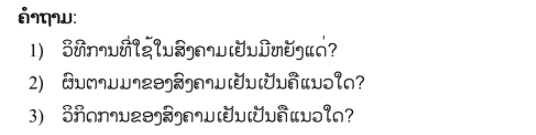 ຄຳຖາມ:
1) ວິທີການທີ່ໃຊ້ໃນສົງຄາມເຢັນມີຫຍັງແດ່?
2) ຜົນຕາມມາຂອງສົງຄາມເຢັນເປັນຄືແນວໃດ?
3) ວິກິດການຂອງສົງຄາມເຢັນເປັນຄືແນວໃດ?